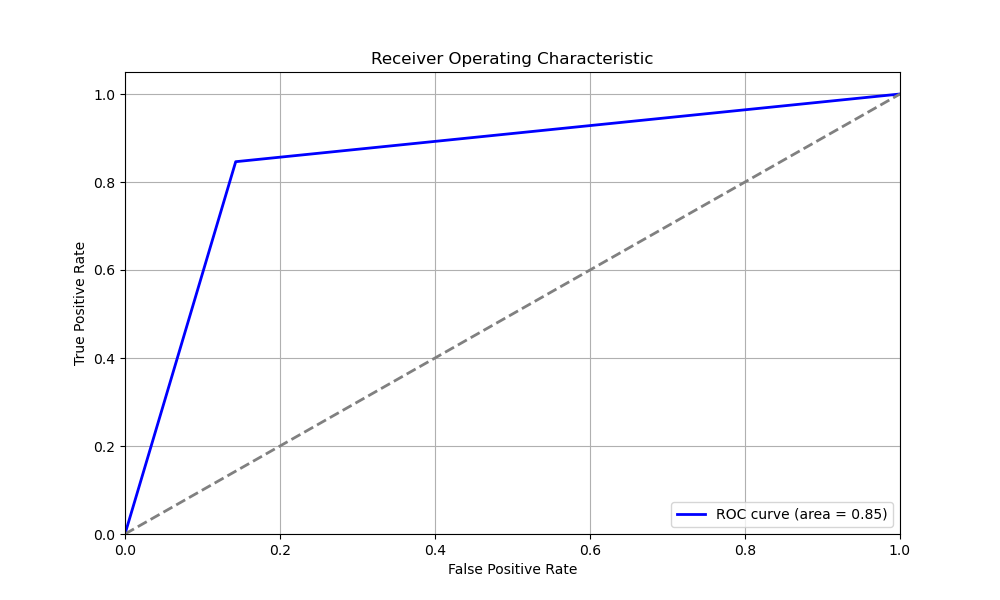 Receiver Operating Characteristic
True Positive Rate
1.0
0.8
0.6
0.4
0.2
0.0
ROC curve (area = 0.85)
0.0 0.2 0.4 0.6 0.8 1.0
False Positive Rate